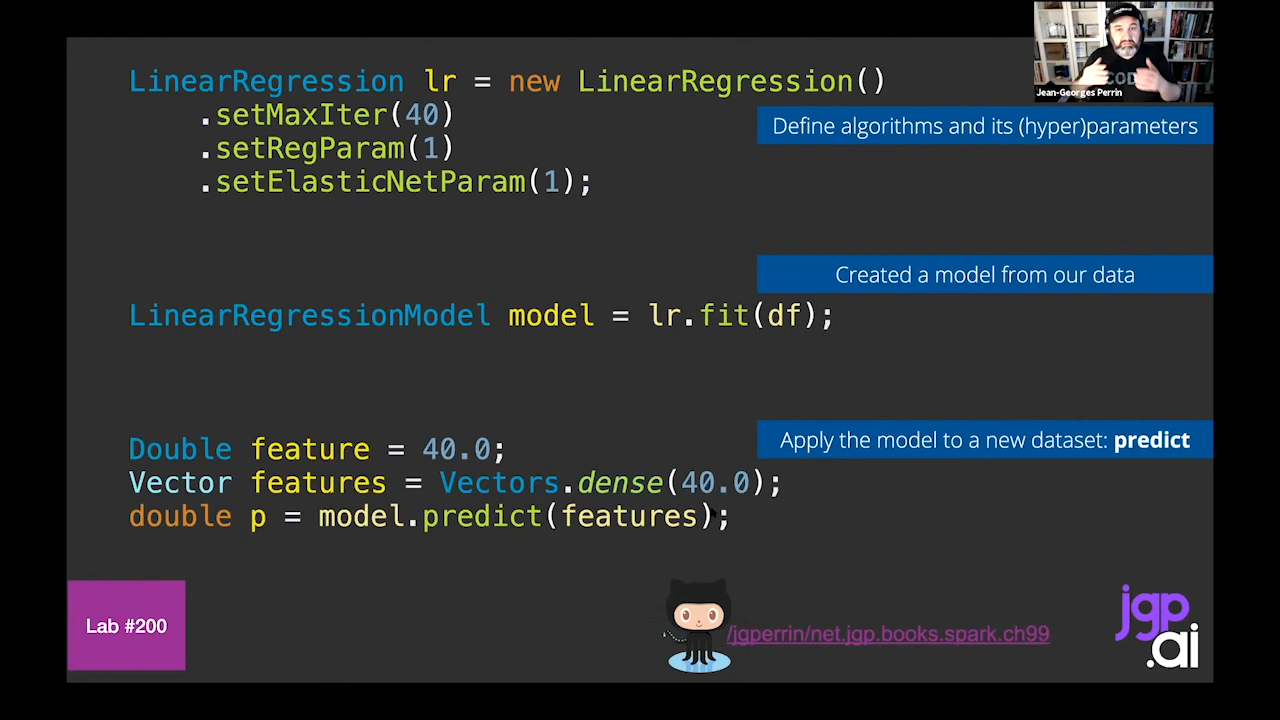 LinearRegression lr = new LinearRegression()
.setMaxIter(40)
.setRegParam(1)
.setElasticNetParam(1);
Jean-Georges Perrin
Define algorithms and its (hyper)parameters
Created a model from our data
LinearRegressionModel model = lr.fit(df);
Apply the model to a new dataset: predict
Double feature = 40.0;
Vector features = Vectors.dense(40.0);
double p = model.predict(features);
Lab #200
/jgperrin/net.jgp.books.spark.ch99
jgp
.ai